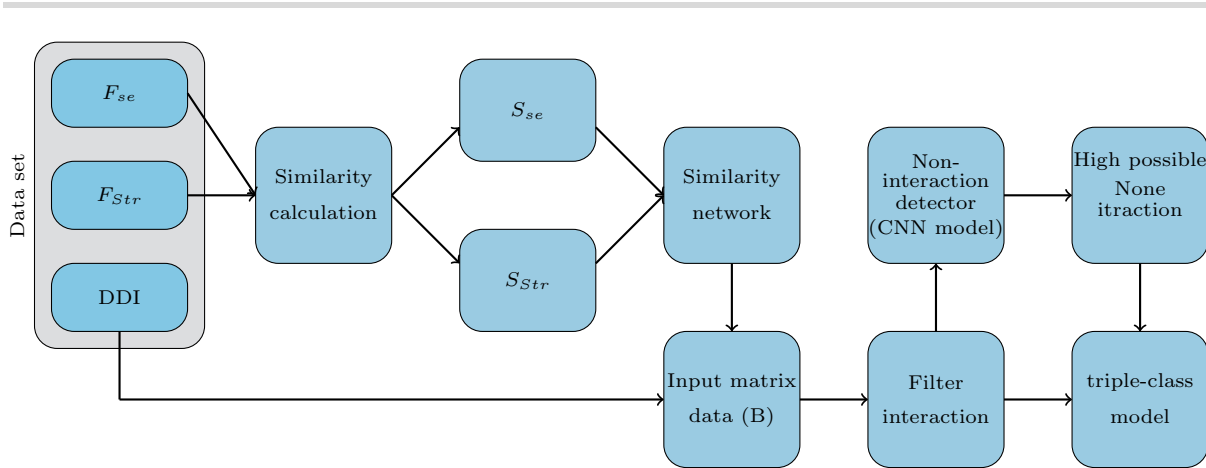 Data set
F_se
F_Str
DDI
Similarity
calculation
S_se
S_Str
Similarity
network
Input matrix
data (B)
Filter
interaction
Non-
interaction
detector
(CNN model)
High possible
None
itraction
triple-class
model